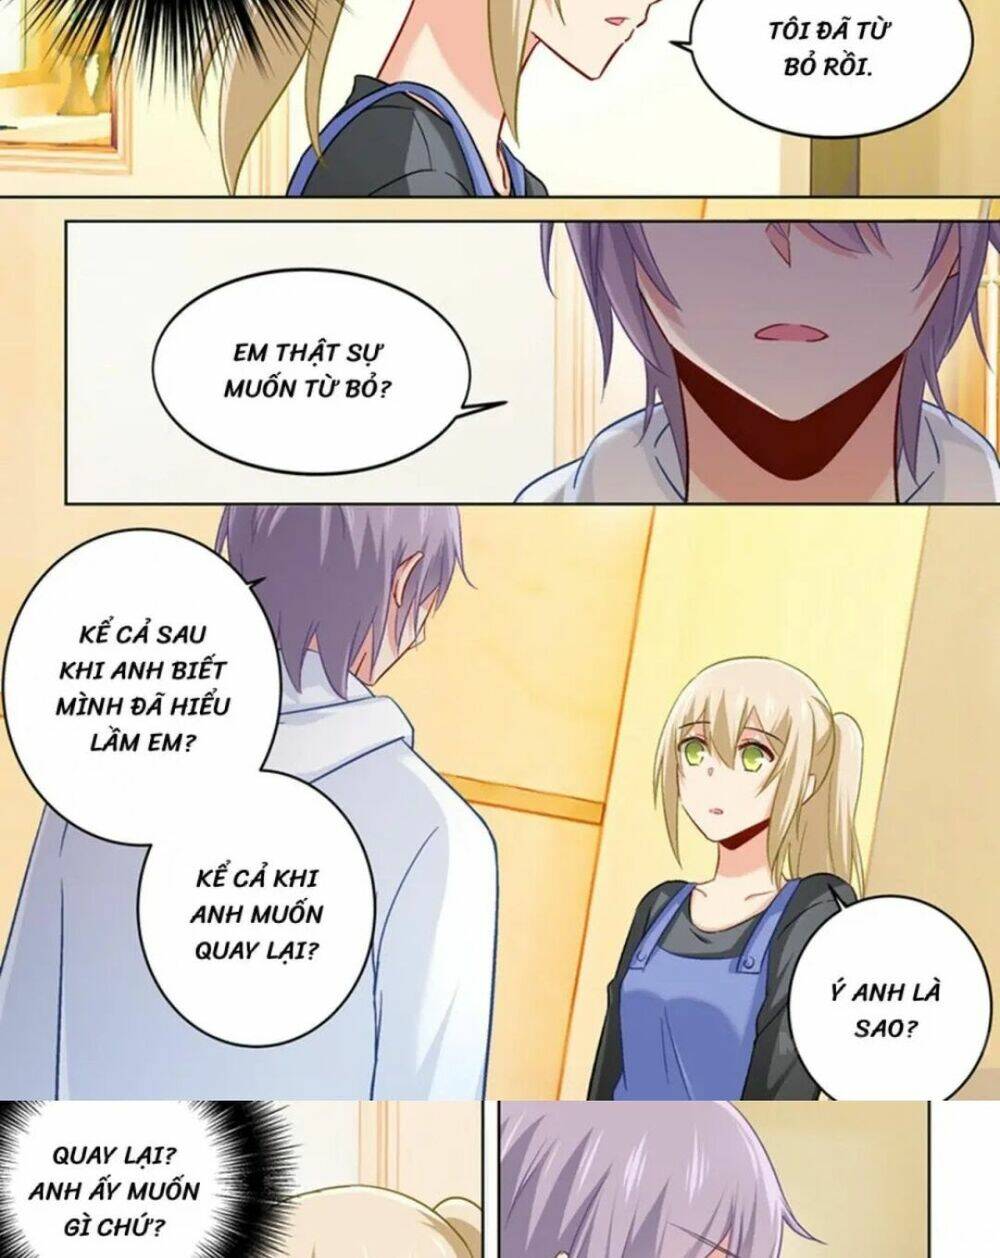 TÔI ĐÃ TỪ
BỎ RỒI.
EM THẬT SỰ
MUỐN TỪ BỎ?
KỂ CẢ SAU
KHI ANH BIẾT
MÌNH ĐÃ HIỂU
LẦM EM?
KỂ CẢ KHI
ANH MUỐN
QUAY LẠI?
Ý ANH LÀ
SAO?
QUAY LẠI?
ANH ẤY MUỐN
GÌ CHỨ?